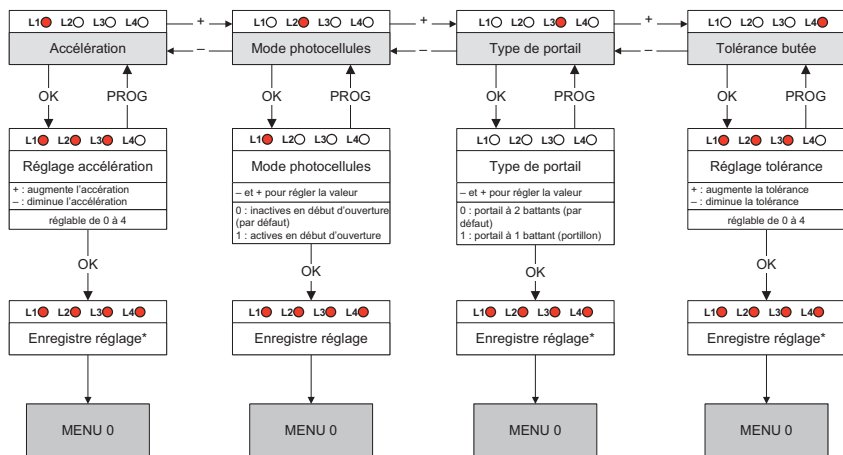 L1 L2 L3 L4
Accélération
+
–
L1 L2 L3 L4
Mode photocellules
+
–
L1 L2 L3 L4
Type de portail
+
–
L1 L2 L3 L4
Tolérance butée
OK PROG
OK PROG
OK PROG
OK PROG
L1 L2 L3 L4
Réglage accélération
+ : augmente l'accération
– : diminue l'accélération
réglable de 0 à 4
L1 L2 L3 L4
Mode photocellules
– et + pour régler la valeur
0 : inactives en début d'ouverture
(par défaut)
1 : actives en début d'ouverture
L1 L2 L3 L4
Type de portail
– et + pour régler la valeur
0 : portail à 2 battants (par
défaut)
1 : portail à 1 battant (portillon)
L1 L2 L3 L4
Réglage tolérance
+ : augmente la tolérance
– : diminue la tolérance
réglable de 0 à 4
OK
OK
OK
OK
L1 L2 L3 L4
Enregistre réglage*
L1 L2 L3 L4
Enregistre réglage
L1 L2 L3 L4
Enregistre réglage*
L1 L2 L3 L4
Enregistre réglage*
MENU 0
MENU 0
MENU 0
MENU 0